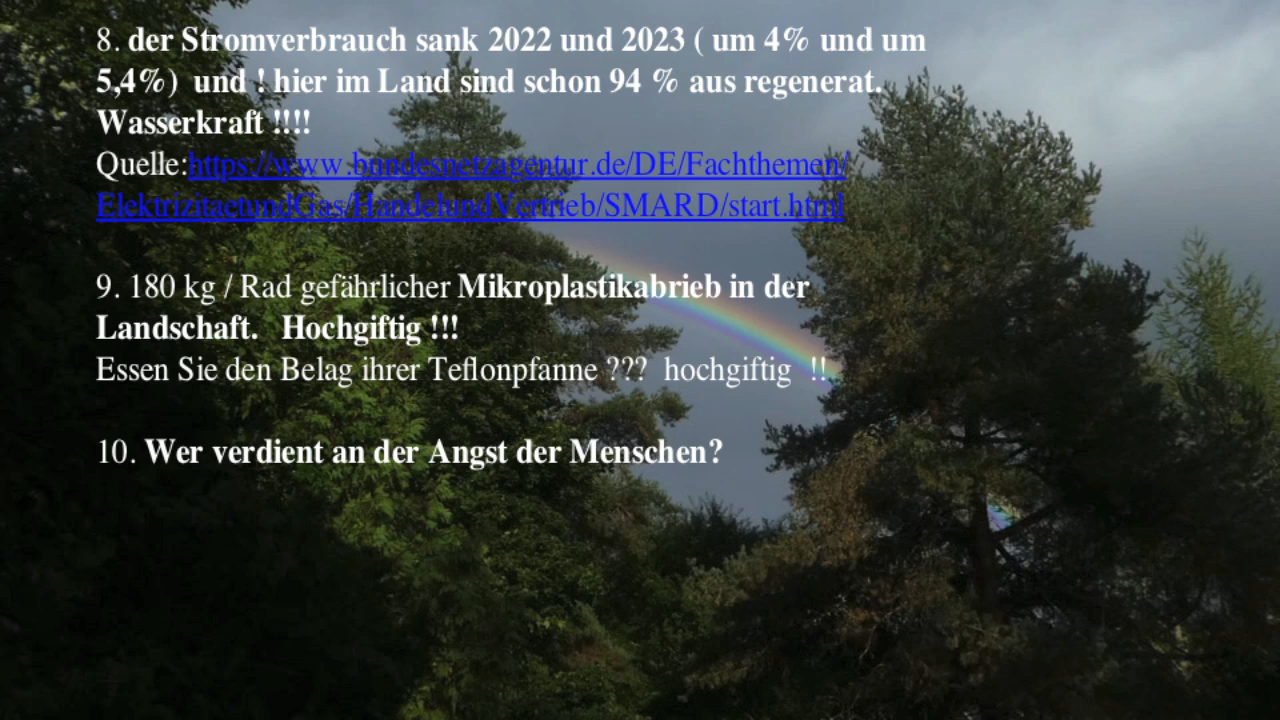 8. der Stromverbrauch sank 2022 und 2023 ( um 4% und um
5,4%)  und ! hier im Land sind schon 94 % aus regenerat.
Wasserkraft !!!!
Quelle:https://www.bundesnetzagentur.de/DE/Fachthemen/
ElektrizitaetundGas/HandelundVertrieb/SMARD/start.html
9. 180 kg / Rad gefährlicher Mikroplastikabrieb in der
Landschaft.   Hochgiftig !!!
Essen Sie den Belag ihrer Teflonpfanne ???  hochgiftig  !!
10. Wer verdient an der Angst der Menschen?